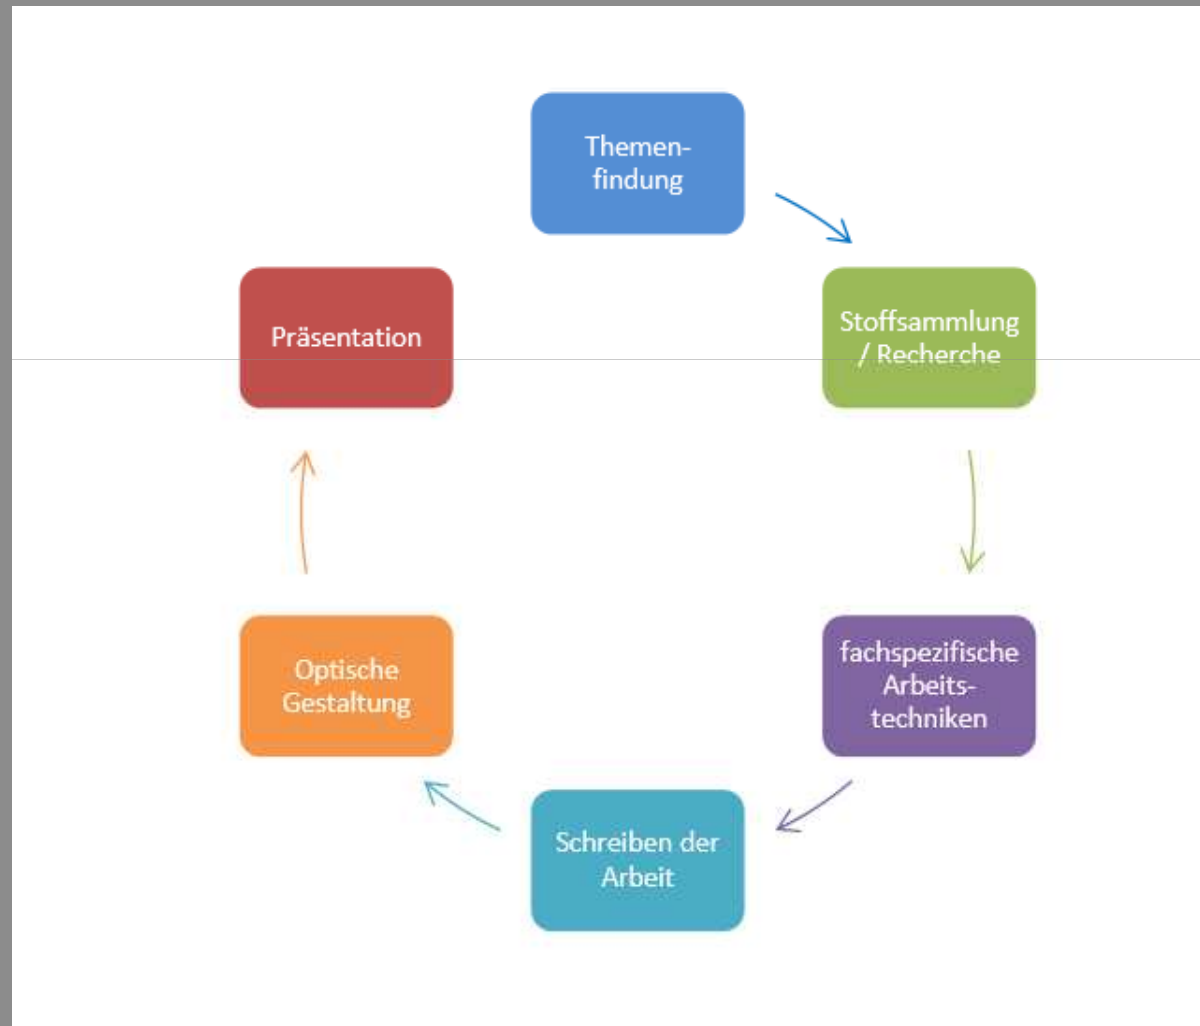 Themen-
findung
Stoffsammlung
/ Recherche
fachspezifische
Arbeits-
techniken
Schreiben der
Arbeit
Optische
Gestaltung
Präsentation